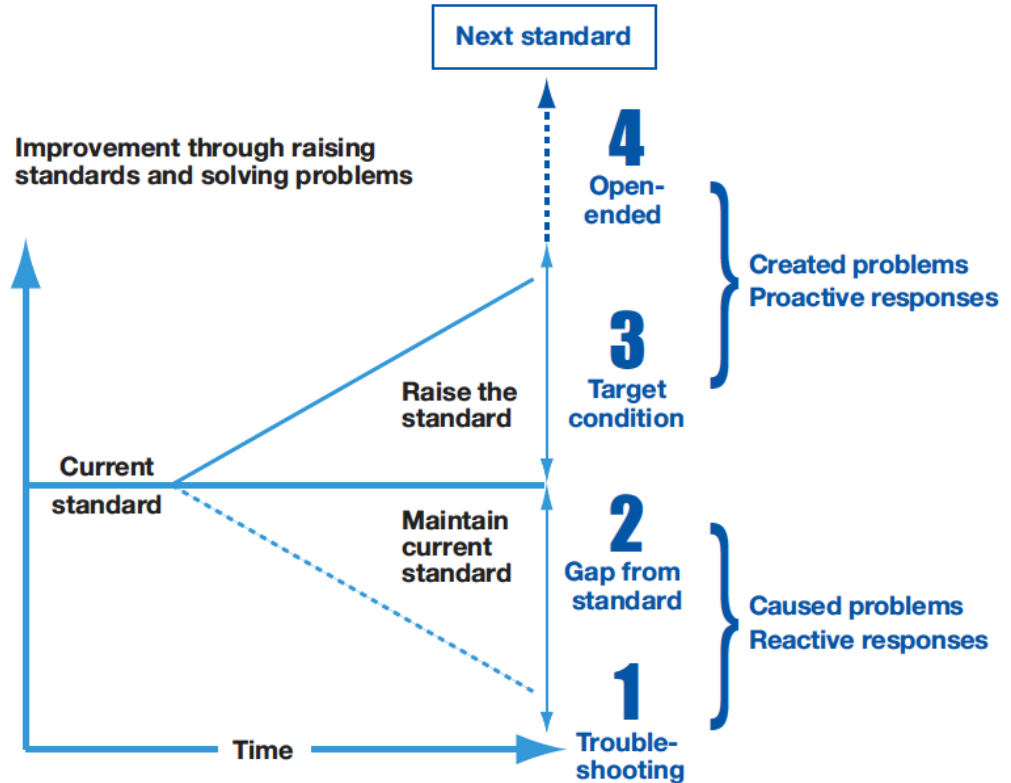 Next standard
Improvement through raising
standards and solving problems
4
Open-
ended
Created problems
Proactive responses
3
Target
condition
Raise the
standard
Current
standard
Maintain
current
standard
2
Gap from
standard
Caused problems
Reactive responses
1
Trouble-
shooting
Time